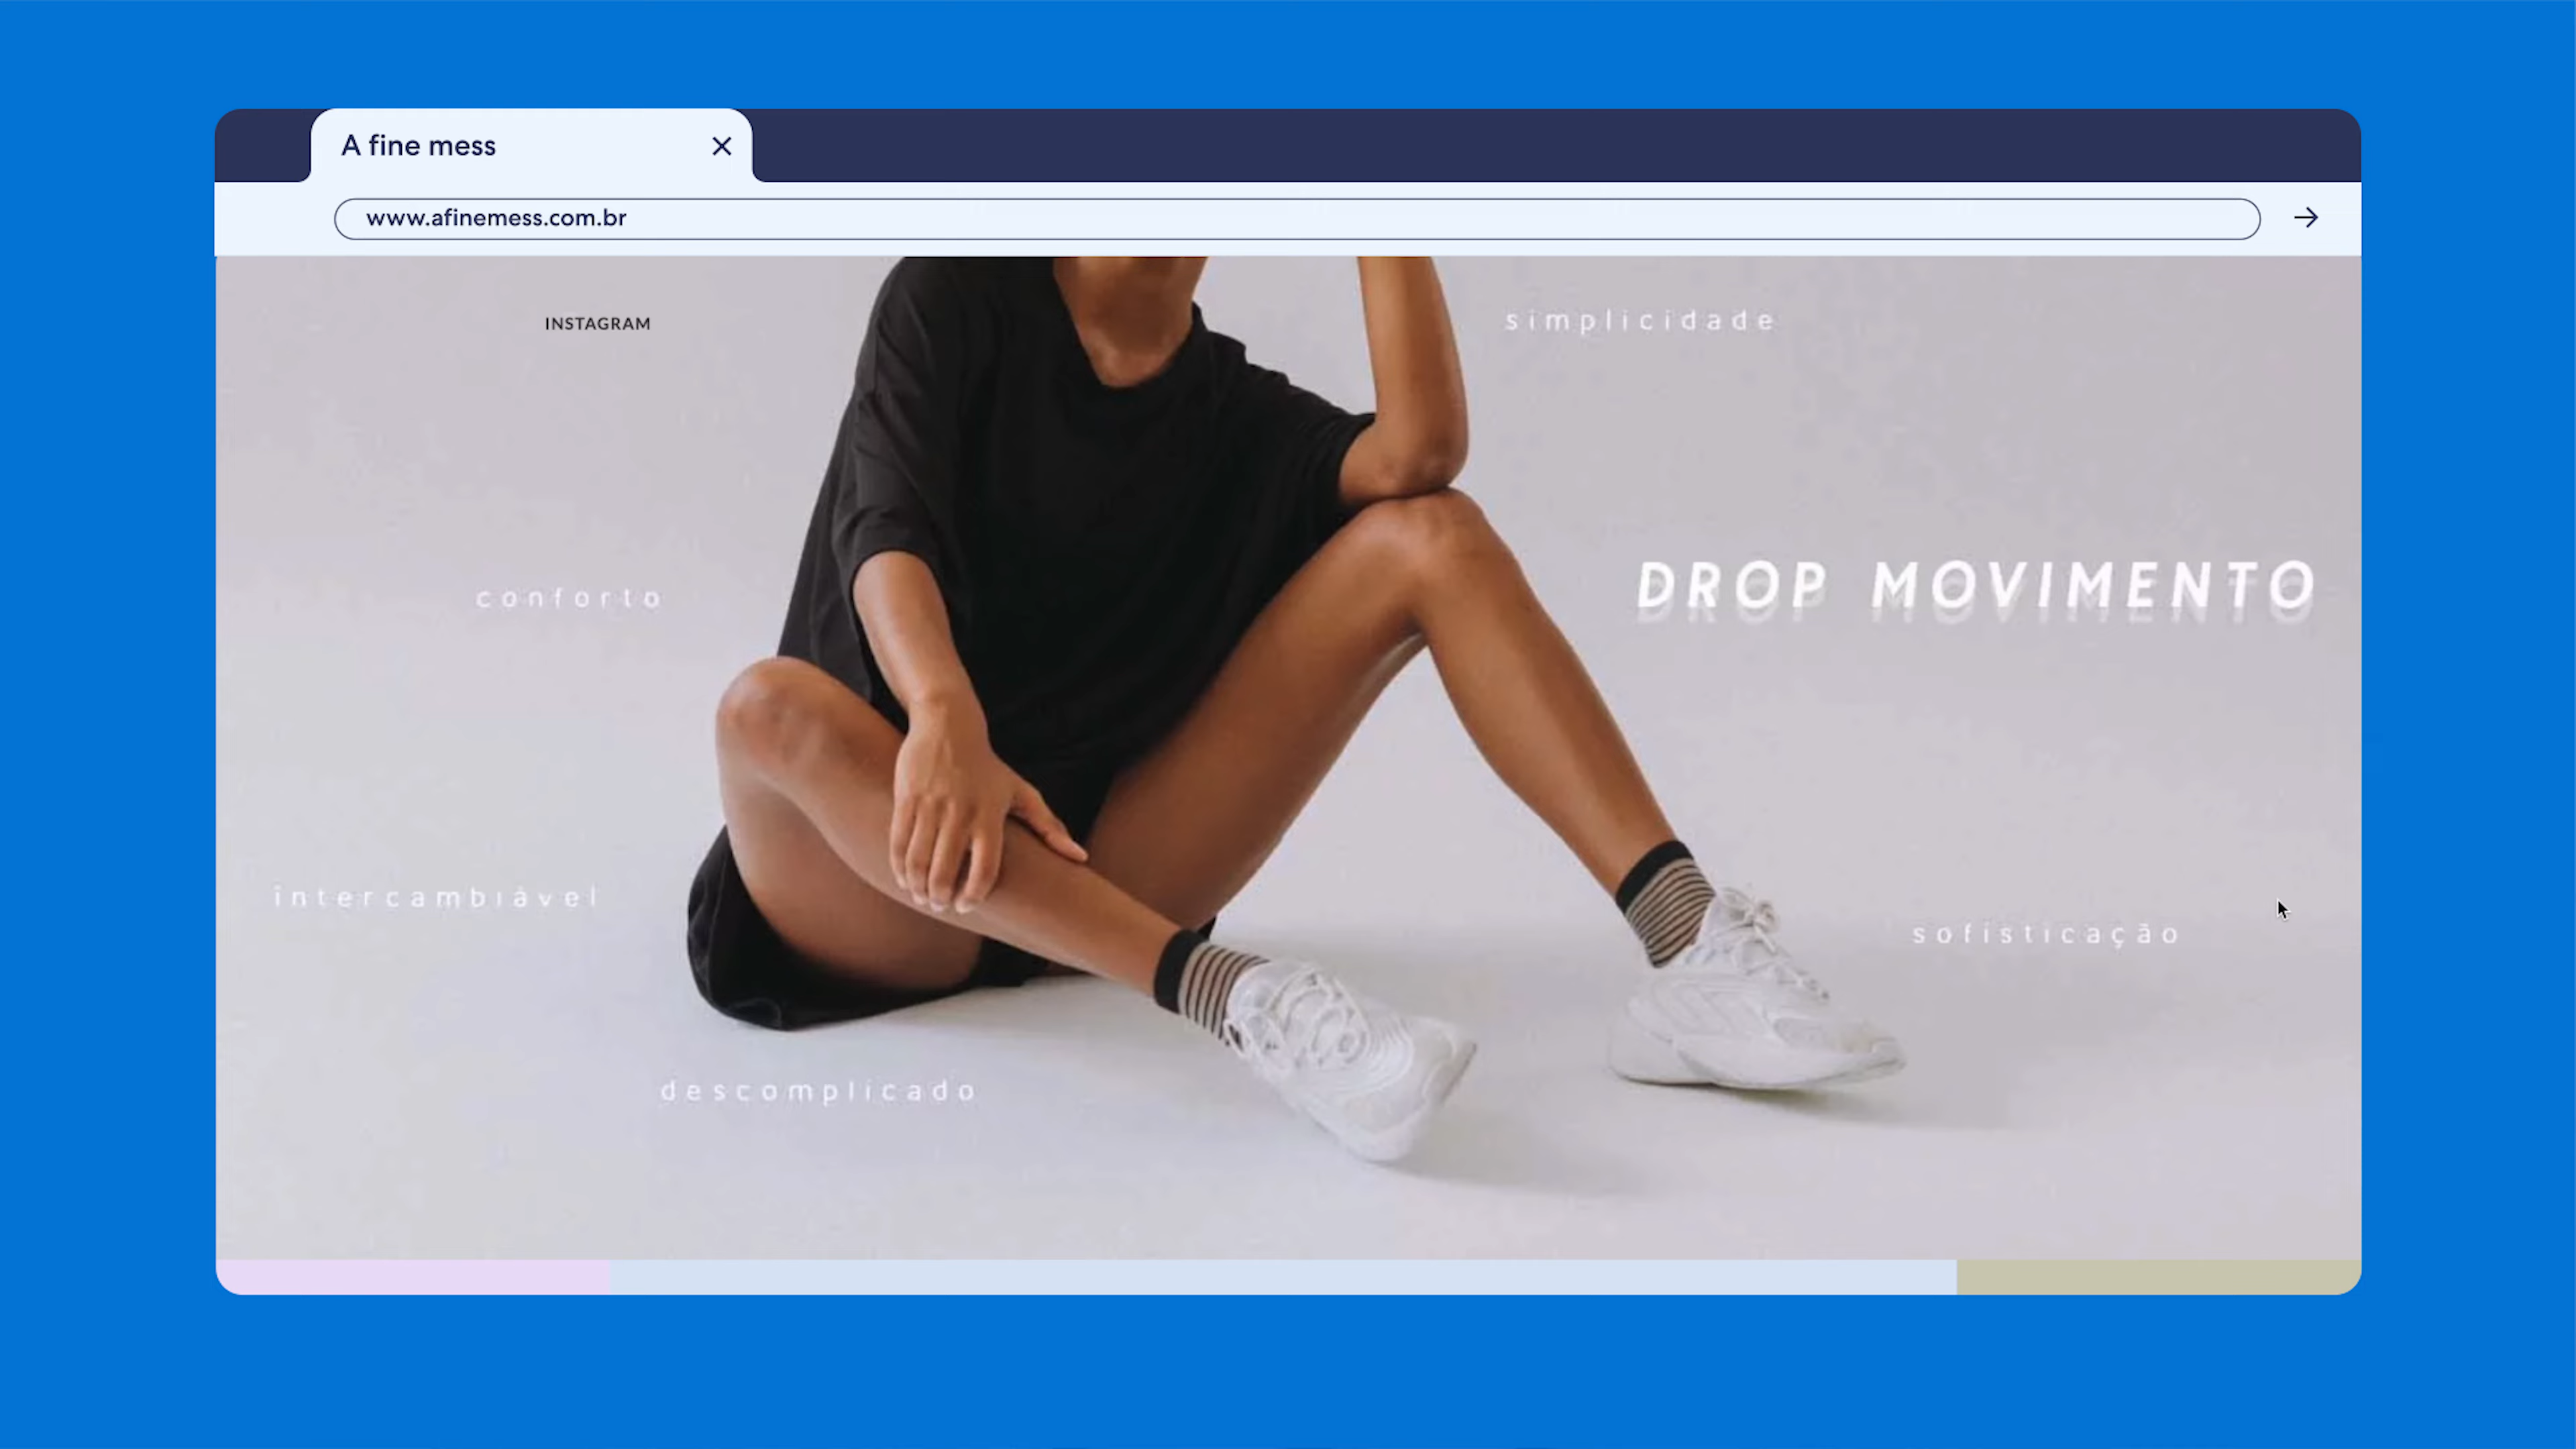 A fine mess
www.afinemess.com.br
INSTAGRAM
simplicidade
conforto
DROP MOVIMENTO
intercambiável
sofisticação
descomplicado